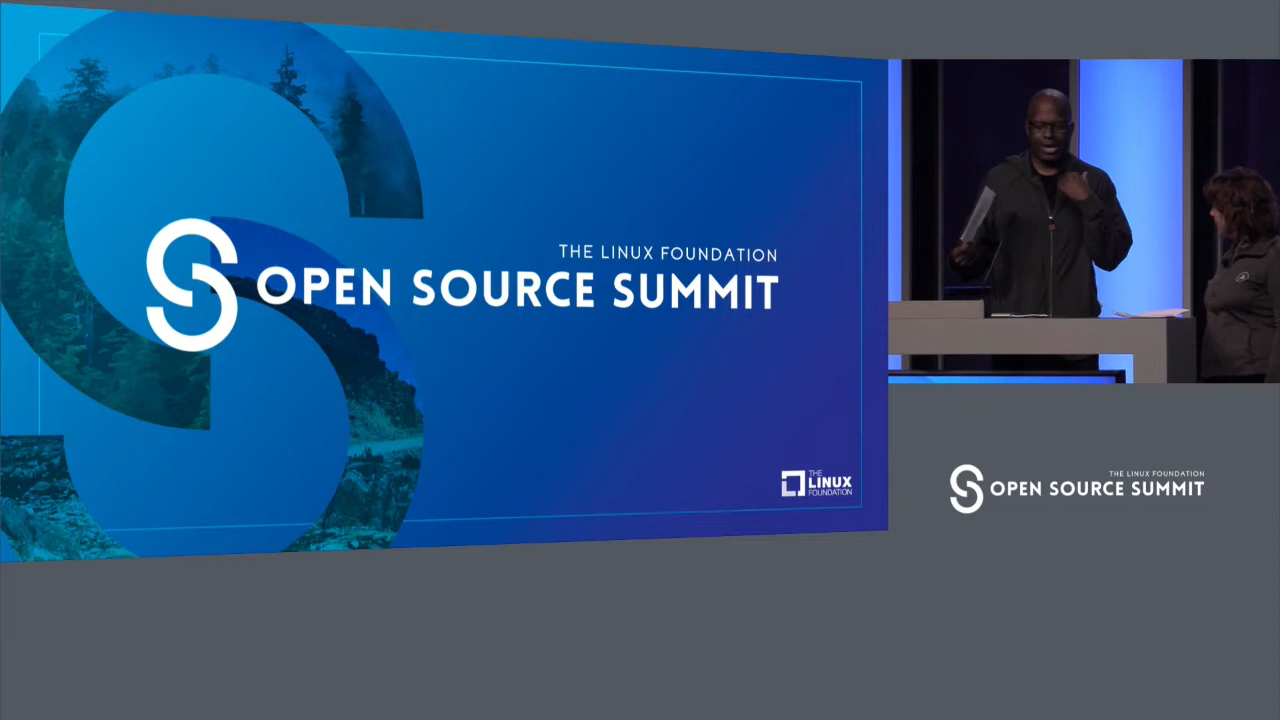 THE LINUX FOUNDATION
OPEN SOURCE SUMMIT
THE
LINUX
FOUNDATION
THE LINUX FOUNDATION
OPEN SOURCE SUMMIT